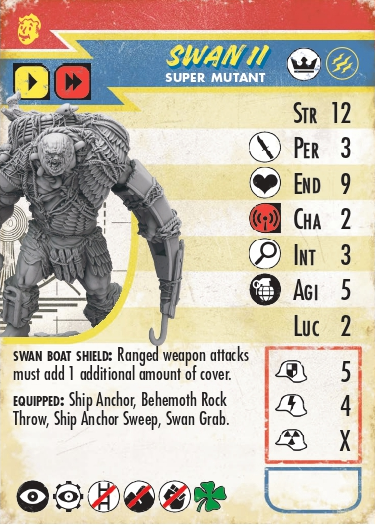 SWAN II
SUPER MUTANT
STR 12
PER 3
END 9
CHA 2
INT 3
AGI 5
LUC 2
SWAN BOAT SHIELD: Ranged weapon attacks
must add 1 additional amount of cover.
EQUIPPED: Ship Anchor, Behemoth Rock
Throw, Ship Anchor Sweep, Swan Grab.
5
4
X